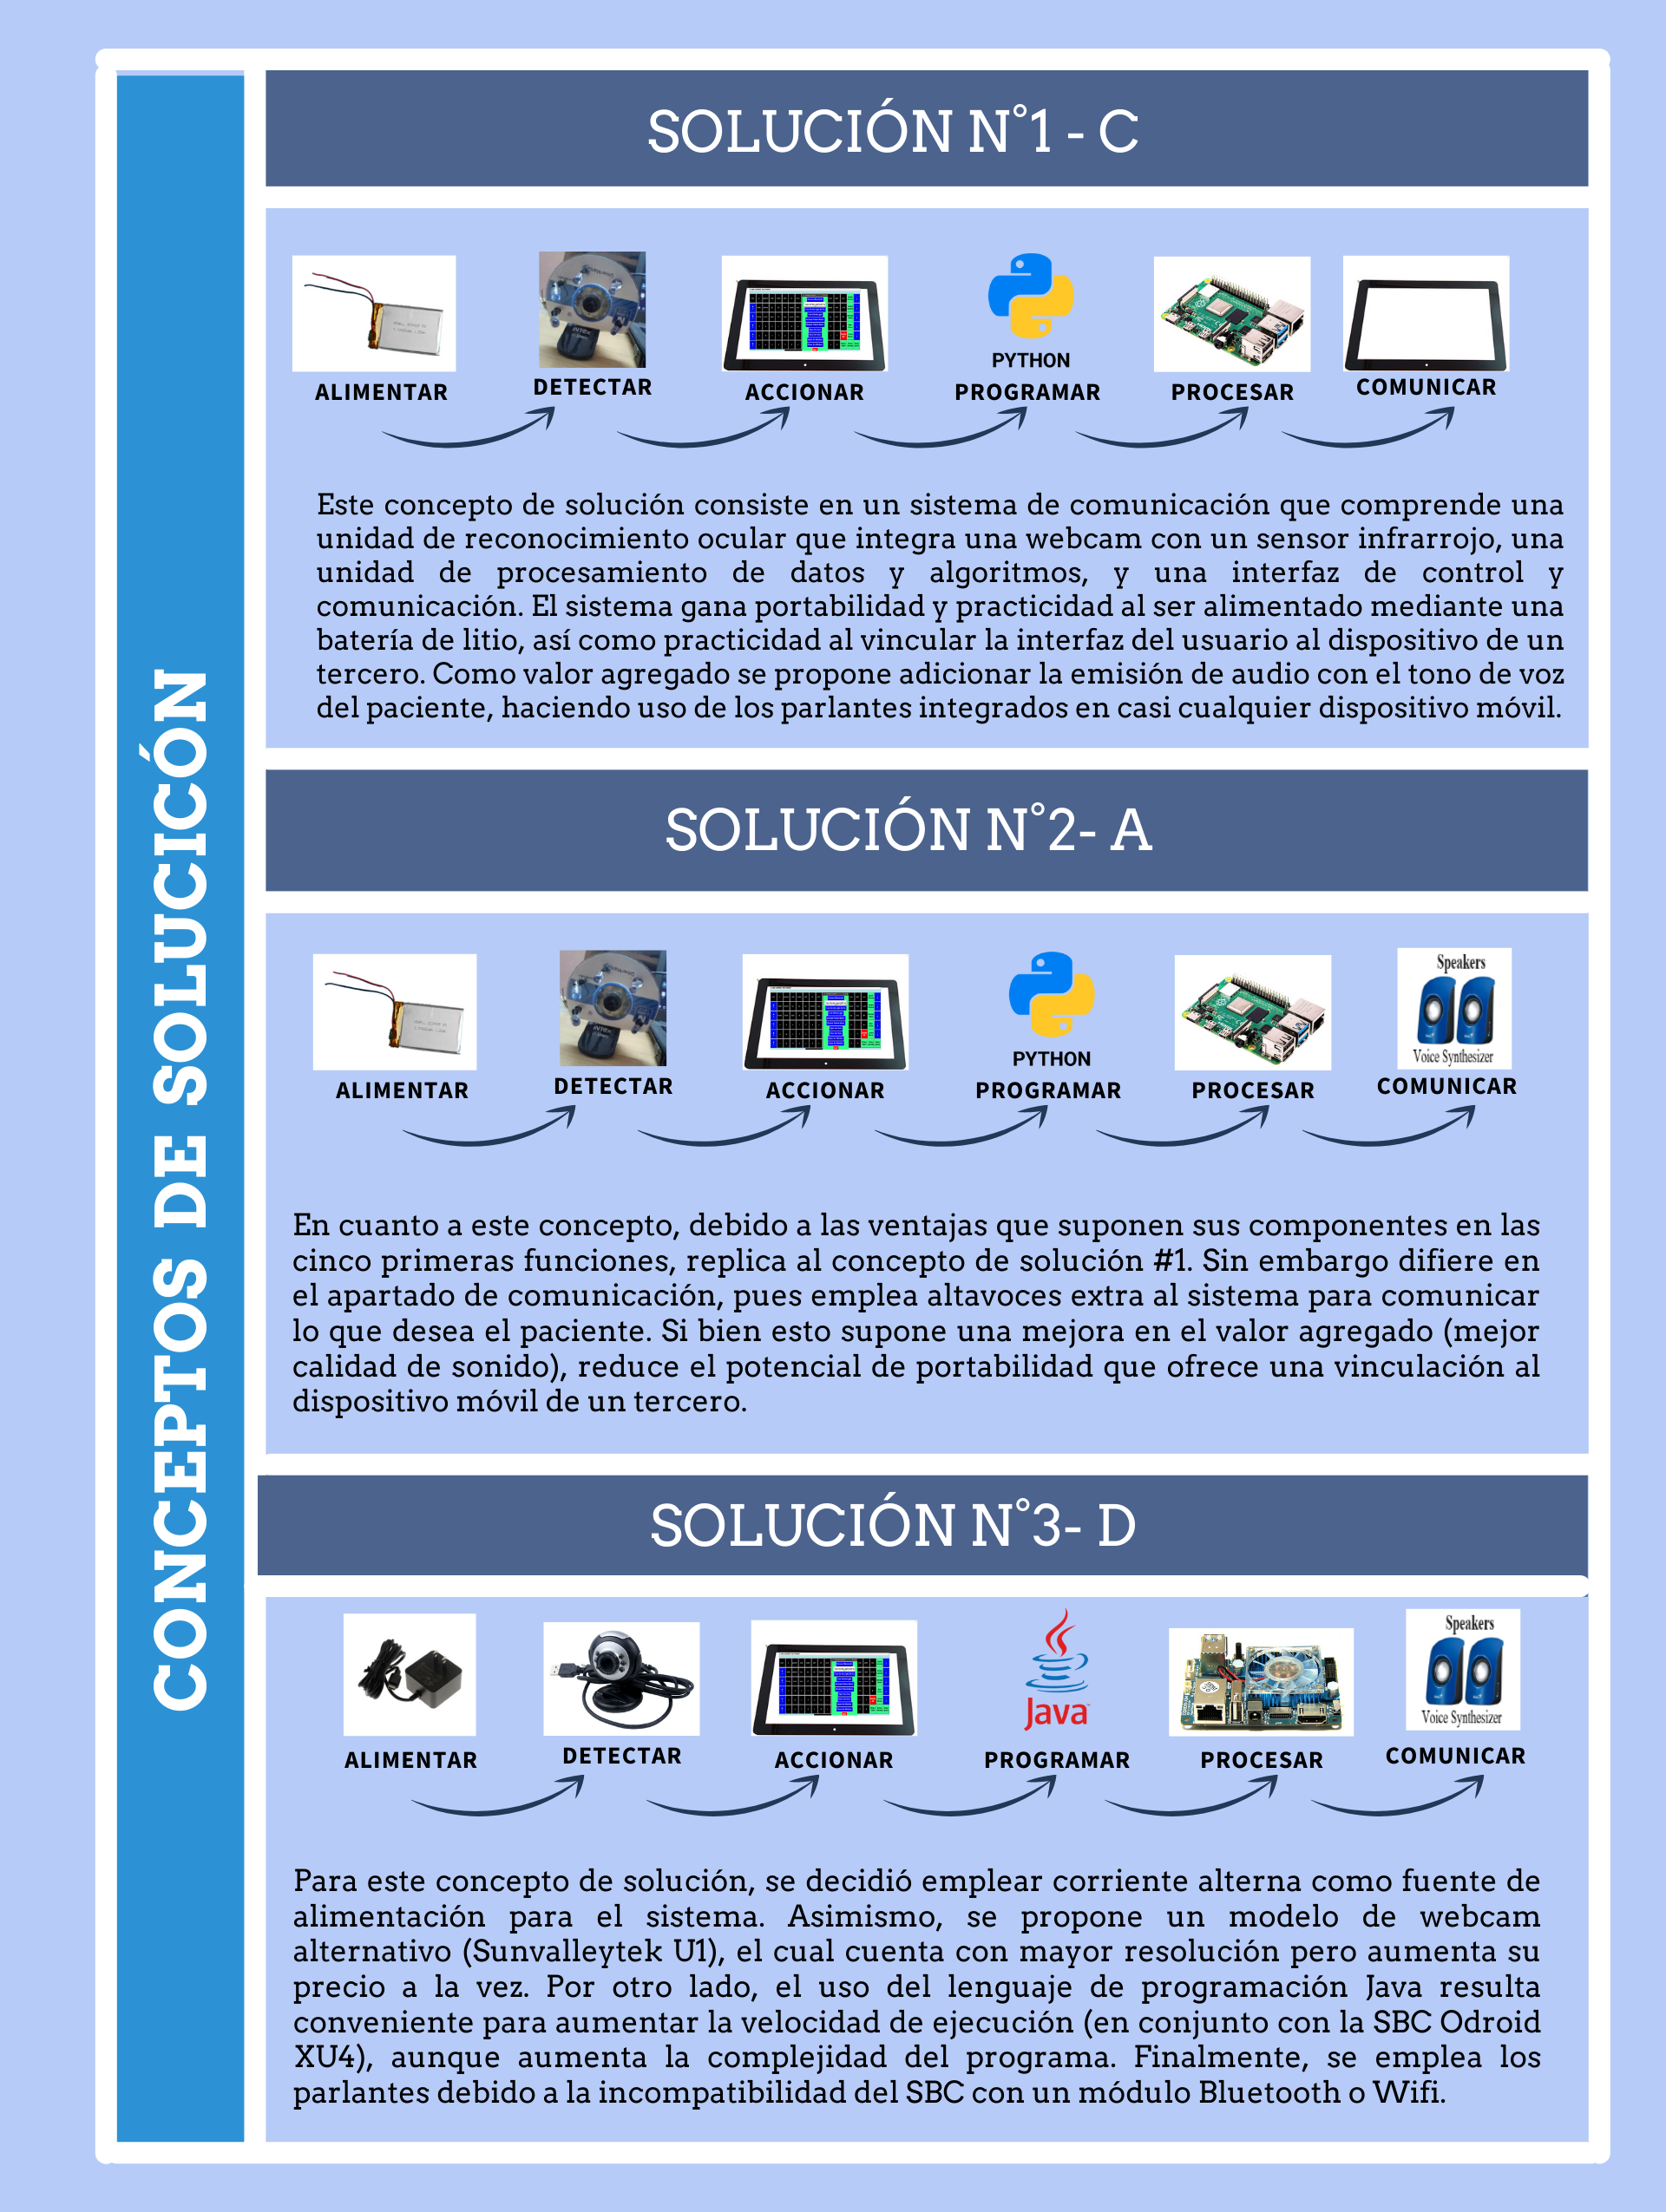 CONCEPTOS DE SOLUCICÓN
SOLUCIÓN N°1 - C
PYTHON
ALIMENTAR
DETECTAR
ACCIONAR
PROGRAMAR
PROCESAR
COMUNICAR
Este concepto de solución consiste en un sistema de comunicación que comprende una
unidad de reconocimiento ocular que integra una webcam con un sensor infrarrojo, una
unidad de procesamiento de datos y algoritmos, y una interfaz de control y
comunicación. El sistema gana portabilidad y practicidad al ser alimentado mediante una
batería de litio, así como practicidad al vincular la interfaz del usuario al dispositivo de un
tercero. Como valor agregado se propone adicionar la emisión de audio con el tono de voz
del paciente, haciendo uso de los parlantes integrados en casi cualquier dispositivo móvil.
SOLUCIÓN N°2- A
Speakers
Voice Synthesizer
PYTHON
ALIMENTAR
DETECTAR
ACCIONAR
PROGRAMAR
PROCESAR
COMUNICAR
En cuanto a este concepto, debido a las ventajas que suponen sus componentes en las
cinco primeras funciones, replica al concepto de solución #1. Sin embargo difiere en
el apartado de comunicación, pues emplea altavoces extra al sistema para comunicar
lo que desea el paciente. Si bien esto supone una mejora en el valor agregado (mejor
calidad de sonido), reduce el potencial de portabilidad que ofrece una vinculación al
dispositivo móvil de un tercero.
SOLUCIÓN N°3- D
Java
Speakers
Voice Synthesizer
ALIMENTAR
DETECTAR
ACCIONAR
PROGRAMAR
PROCESAR
COMUNICAR
Para este concepto de solución, se decidió emplear corriente alterna como fuente de
alimentación para el sistema. Asimismo, se propone un modelo de webcam
alternativo (Sunvalleytek U1), el cual cuenta con mayor resolución pero aumenta su
precio a la vez. Por otro lado, el uso del lenguaje de programación Java resulta
conveniente para aumentar la velocidad de ejecución (en conjunto con la SBC Odroid
XU4), aunque aumenta la complejidad del programa. Finalmente, se emplea los
parlantes debido a la incompatibilidad del SBC con un módulo Bluetooth o Wifi.